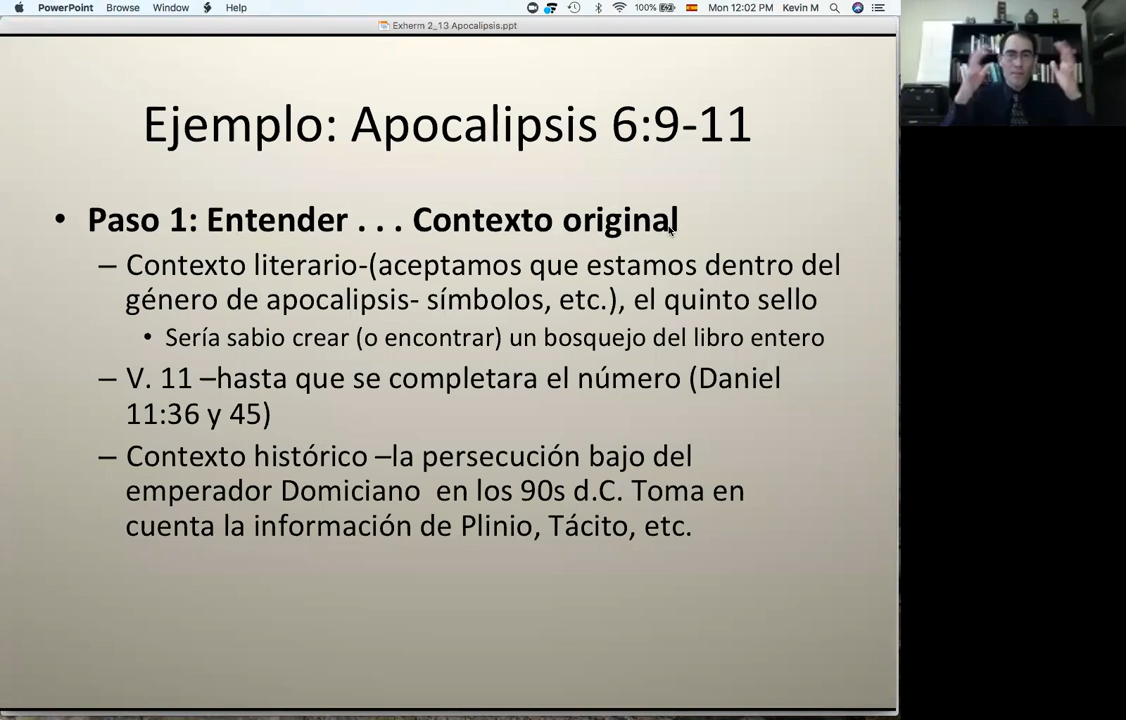 PowerPoint Browse Window Help 100% Mon 12:02 PM Kevin M
Exherm 2_13 Apocalipsis.ppt
Ejemplo: Apocalipsis 6:9-11
• Paso 1: Entender . . . Contexto original
– Contexto literario-(aceptamos que estamos dentro del
género de apocalipsis- símbolos, etc.), el quinto sello
• Sería sabio crear (o encontrar) un bosquejo del libro entero
– V. 11 –hasta que se completara el número (Daniel
11:36 y 45)
– Contexto histórico –la persecución bajo del
emperador Domiciano  en los 90s d.C. Toma en
cuenta la información de Plinio, Tácito, etc.